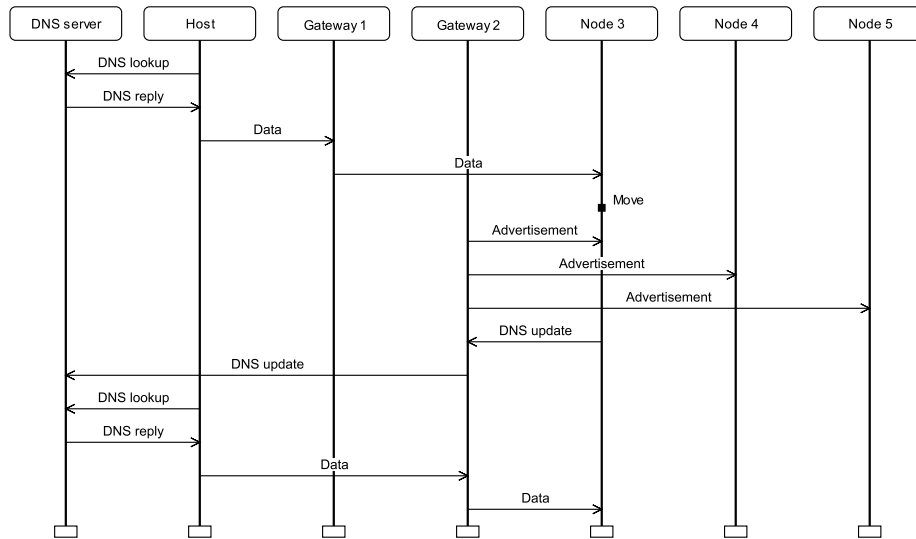 DNS server
Host
Gateway 1
Gateway 2
Node 3
Node 4
Node 5
DNS lookup
DNS reply
Data
Data
Move
Advertisement
Advertisement
Advertisement
DNS update
DNS update
DNS lookup
DNS reply
Data
Data